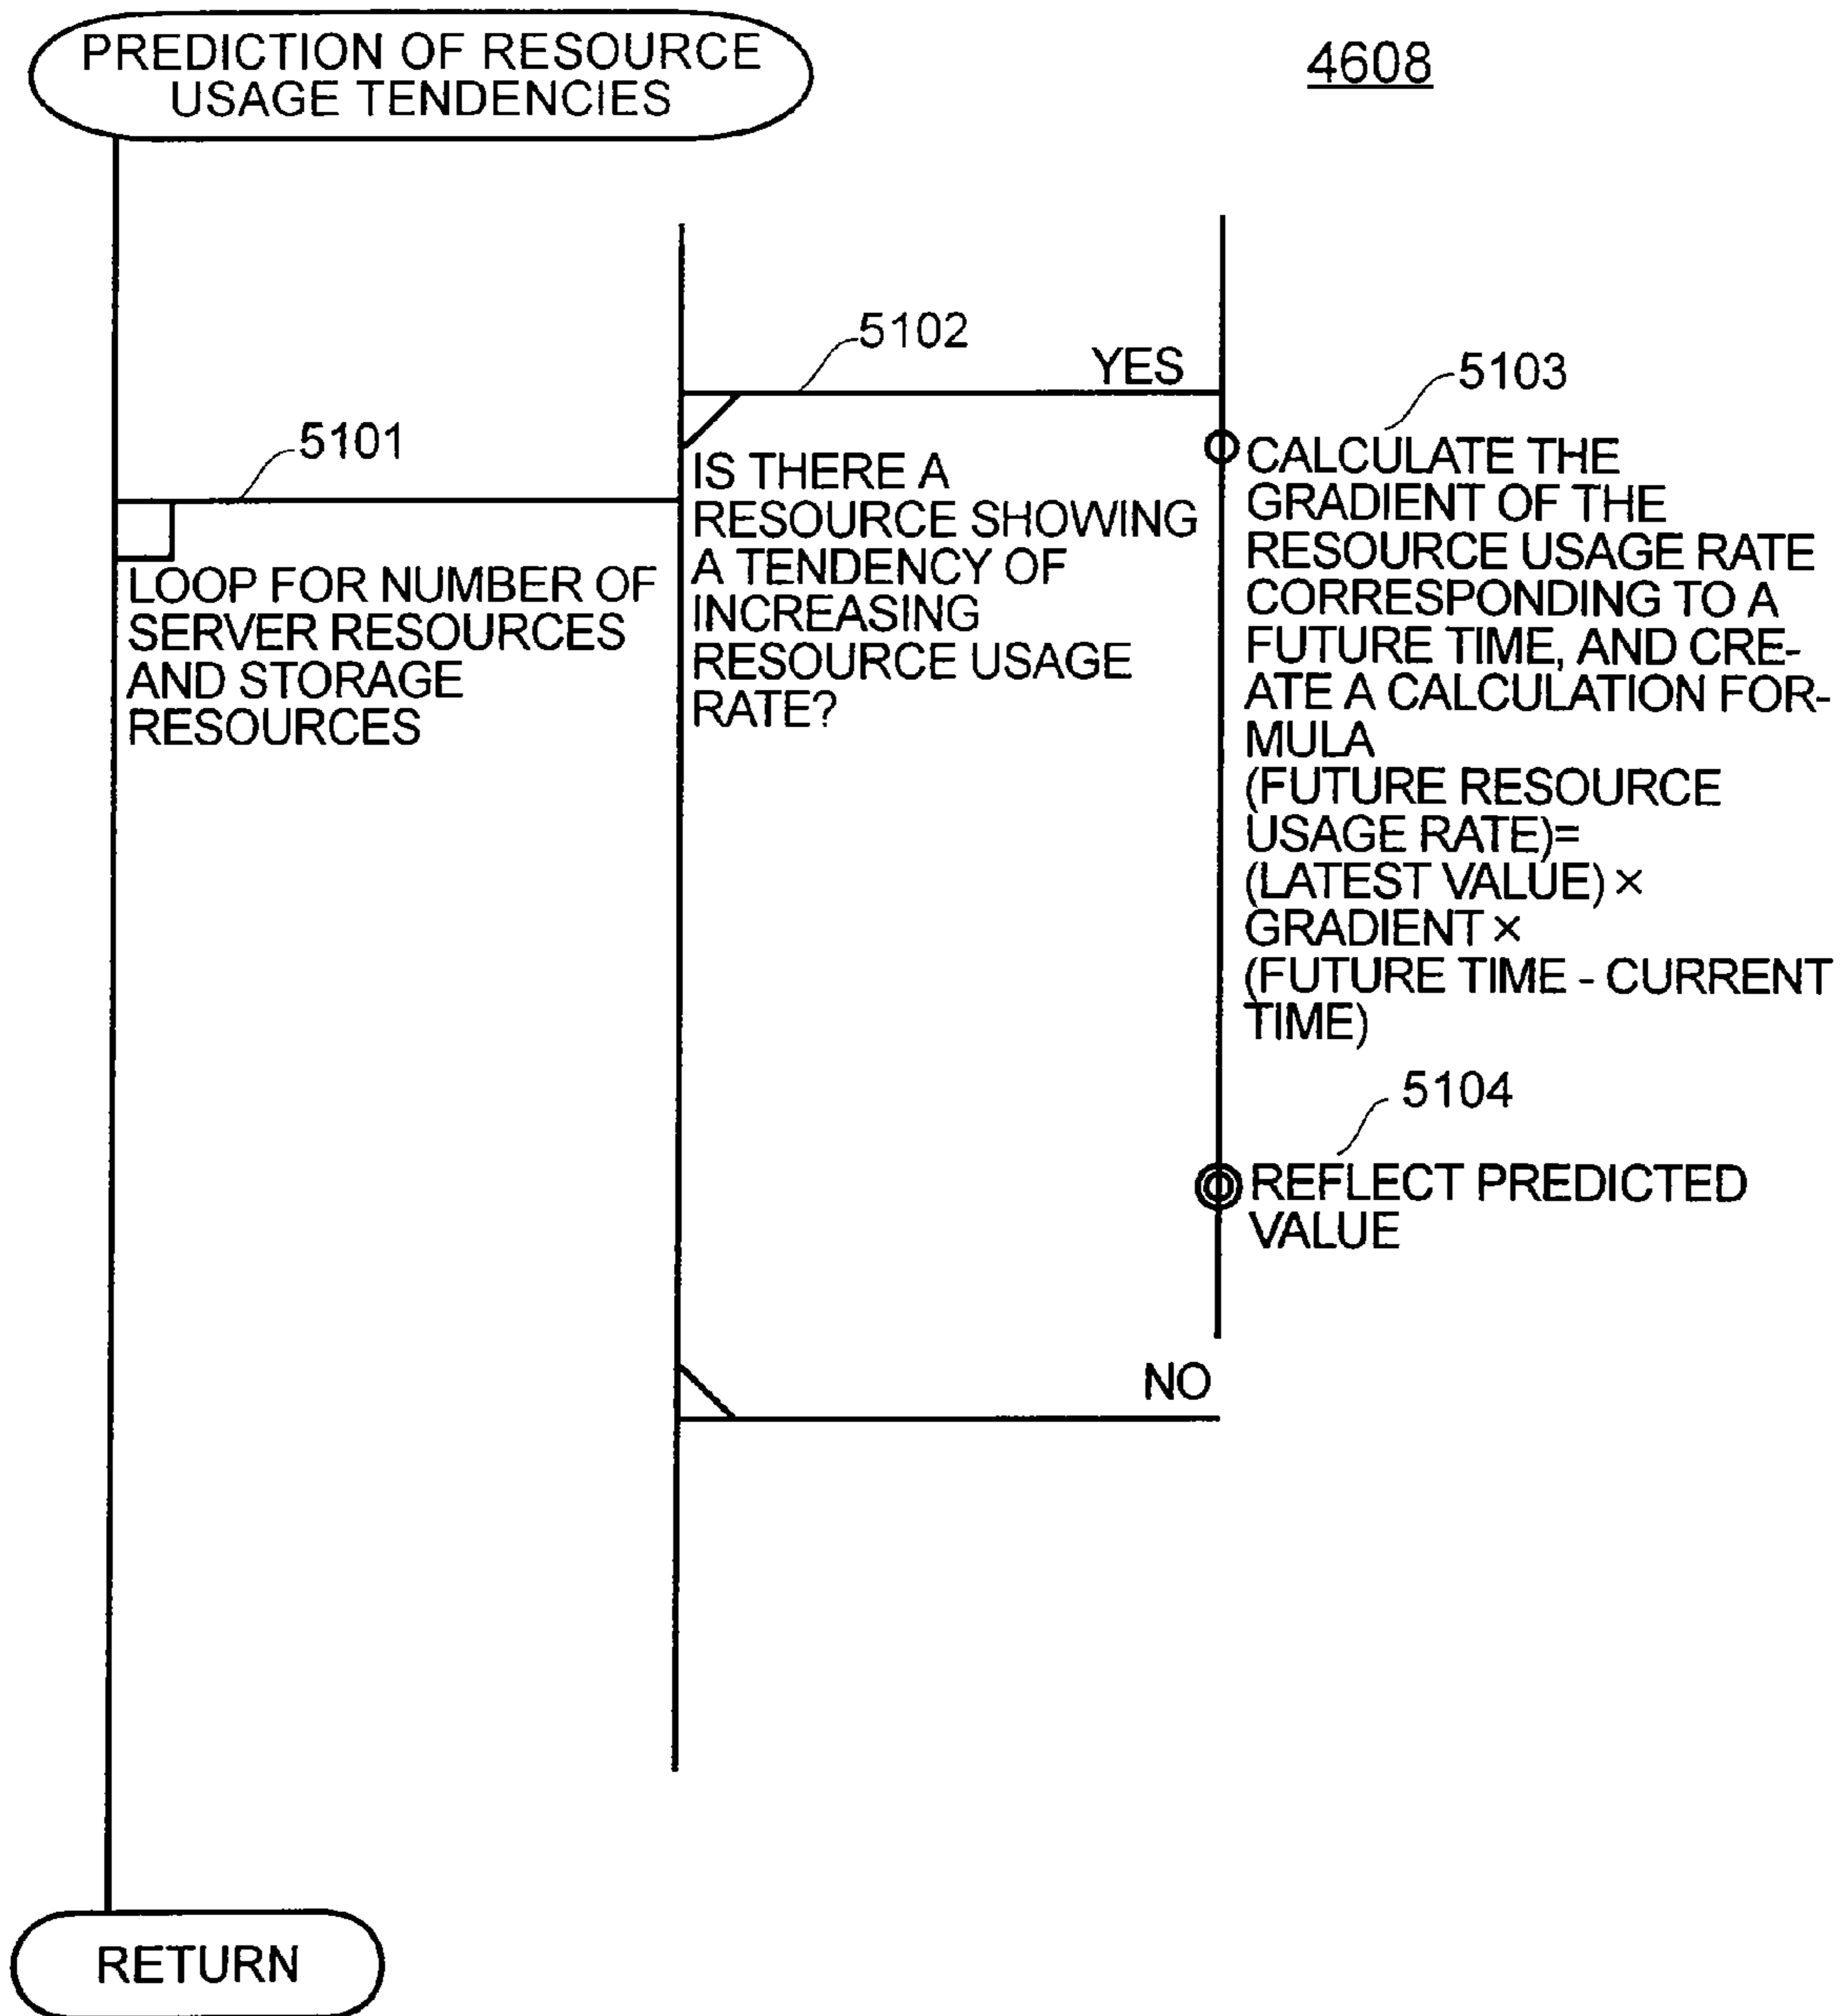 PREDICTION OF RESOURCE
USAGE TENDENCIES
4608
5101
LOOP FOR NUMBER OF
SERVER RESOURCES
AND STORAGE
RESOURCES
5102
YES
IS THERE A
RESOURCE SHOWING
A TENDENCY OF
INCREASING
RESOURCE USAGE
RATE?
5103
CALCULATE THE
GRADIENT OF THE
RESOURCE USAGE RATE
CORRESPONDING TO A
FUTURE TIME, AND CRE-
ATE A CALCULATION FOR-
MULA
(FUTURE RESOURCE
USAGE RATE)=
(LATEST VALUE) ×
GRADIENT ×
(FUTURE TIME - CURRENT
TIME)
5104
REFLECT PREDICTED
VALUE
NO
RETURN